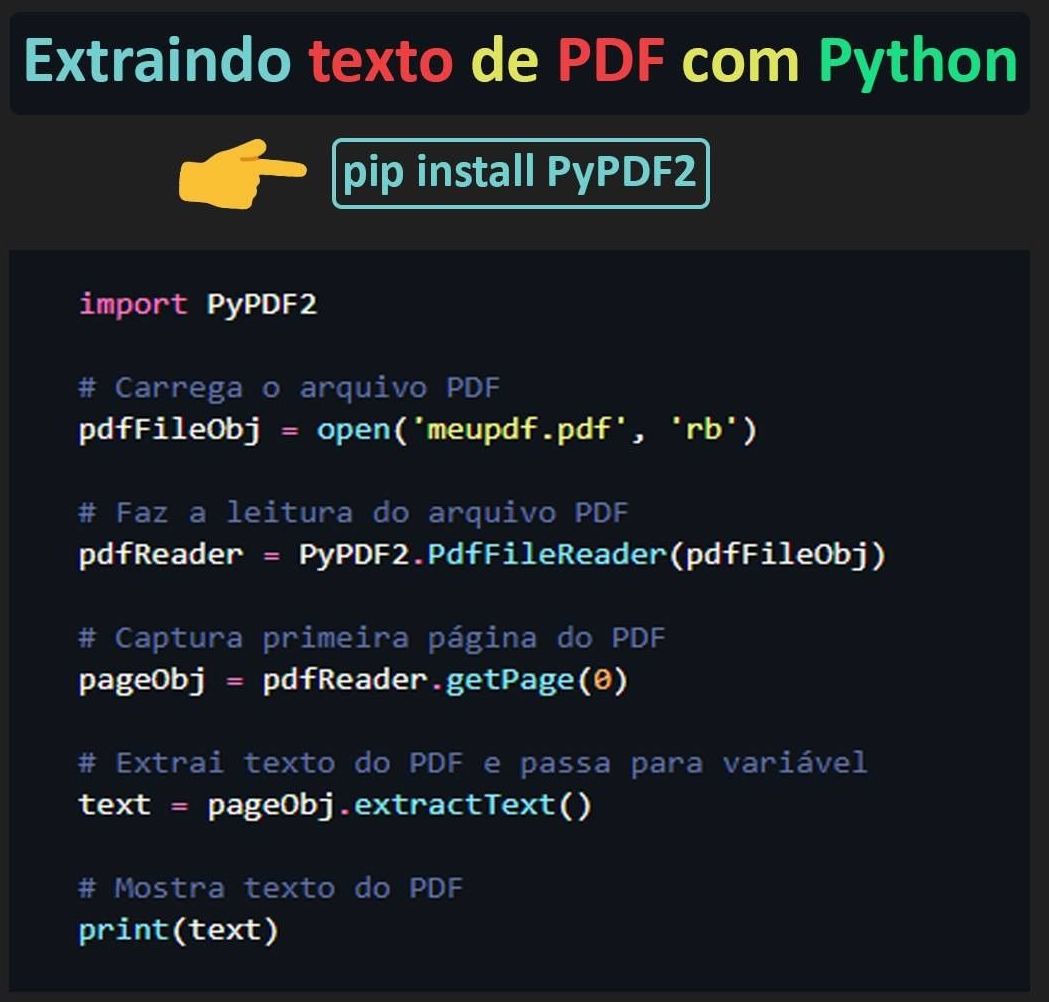 Extraindo texto de PDF com Python
pip install PyPDF2
import PyPDF2
# Carrega o arquivo PDF
pdfFileObj = open('meupdf.pdf', 'rb')
# Faz a leitura do arquivo PDF
pdfReader = PyPDF2.PdfFileReader(pdfFileObj)
# Captura primeira página do PDF
pageObj = pdfReader.getPage(0)
# Extrai texto do PDF e passa para variável
text = pageObj.extractText()
# Mostra texto do PDF
print(text)